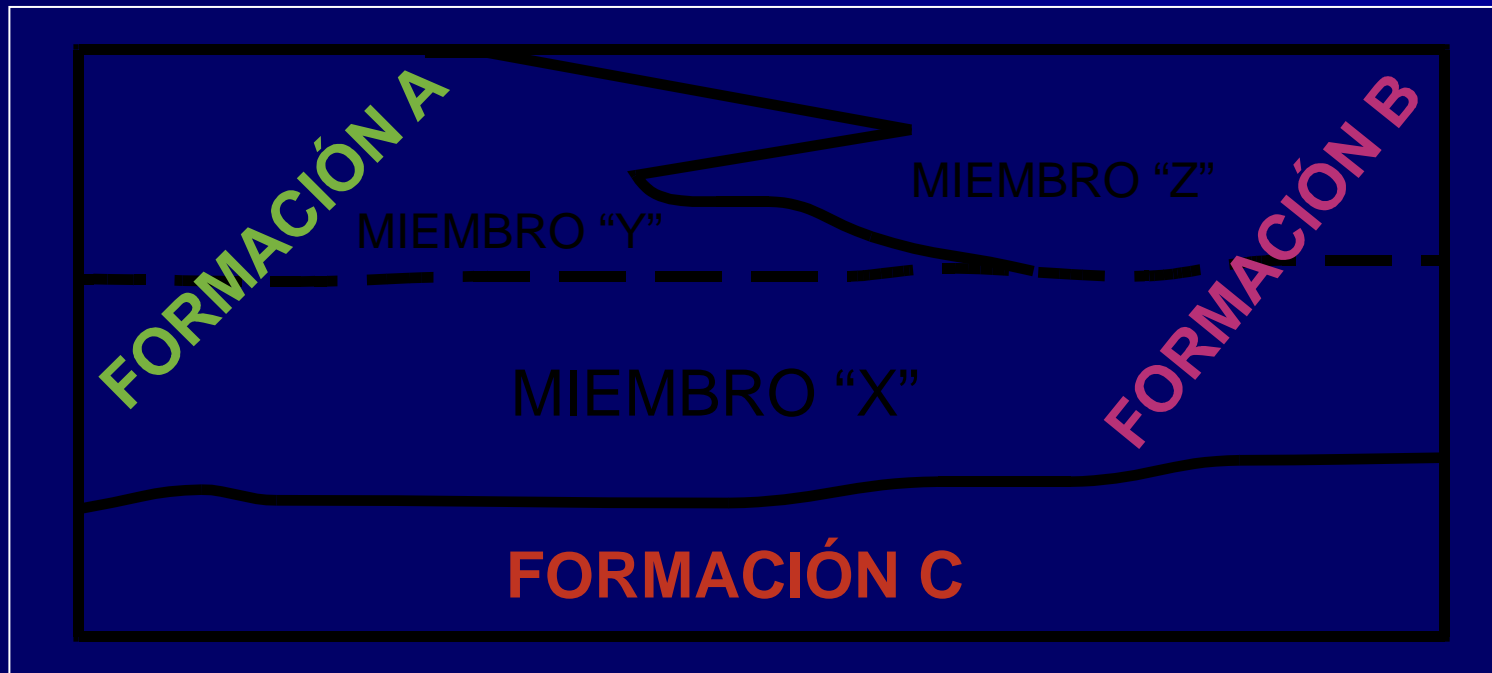 FORMACIÓN A
MIEMBRO “Z”
FORMACIÓN B
MIEMBRO “Y”
MIEMBRO “X”
FORMACIÓN C